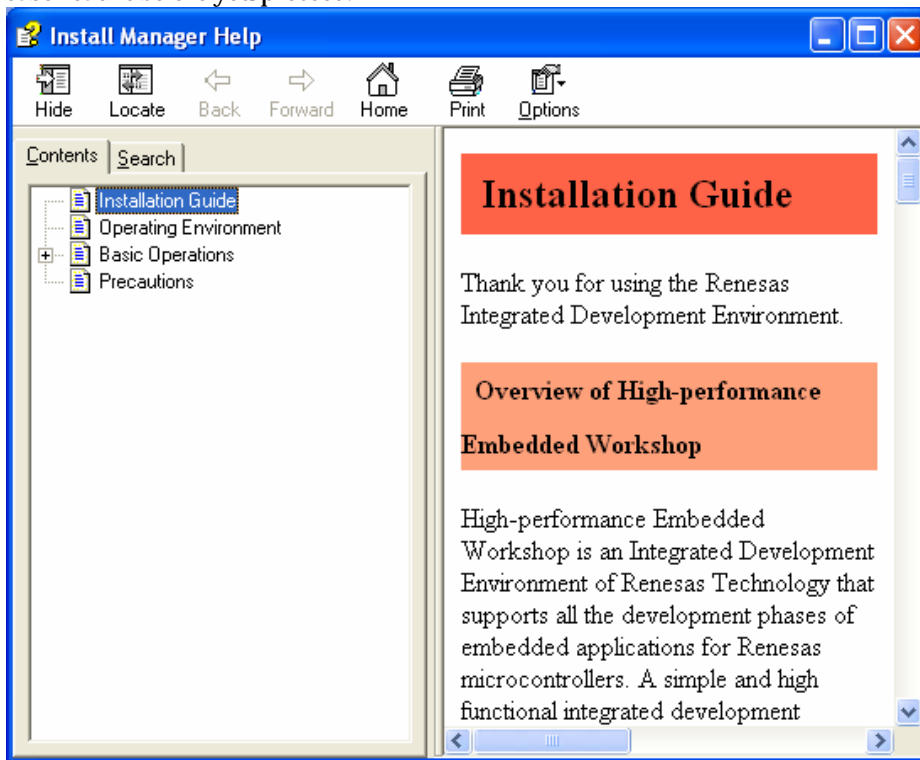 Install Manager Help
Hide Locate Back Forward Home Print Options
Contents Search
Installation Guide
Operating Environment
Basic Operations
Precautions
Installation Guide
Thank you for using the Renesas
Integrated Development Environment.
Overview of High-performance
Embedded Workshop
High-performance Embedded
Workshop is an Integrated Development
Environment of Renesas Technology that
supports all the development phases of
embedded applications for Renesas
microcontrollers. A simple and high
functional integrated development